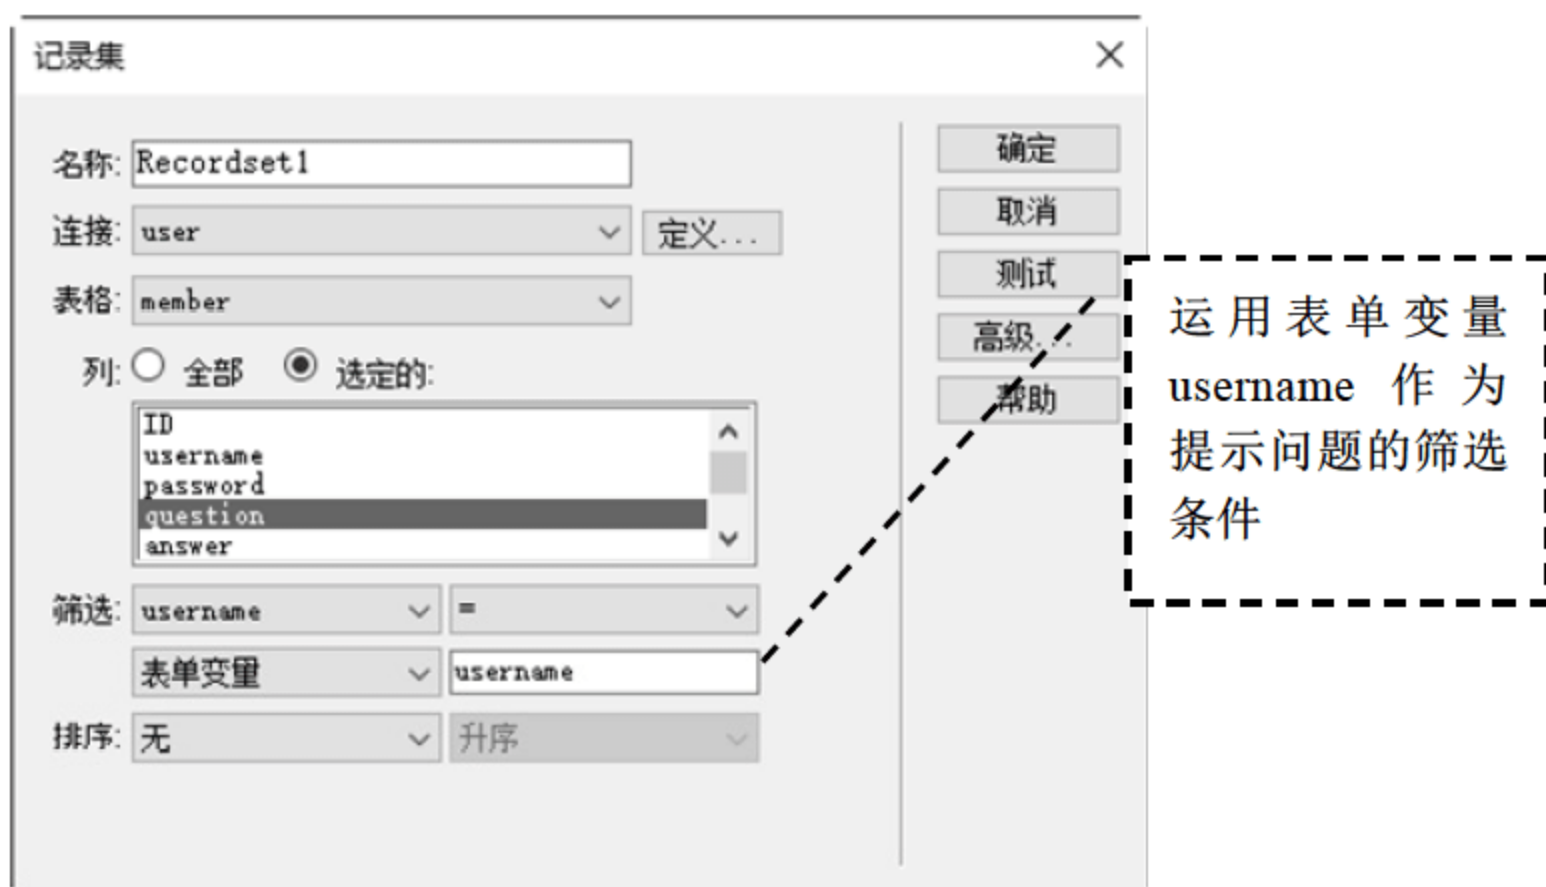 记录集
名称: Recordset1
连接: user 定义...
表格: member
列: 全部 选定的:
ID
username
password
question
answer
筛选: username =
表单变量 username
排序: 无 升序
确定
取消
测试
高级...
帮助
运用表单变量
username 作为
提示问题的筛选
条件